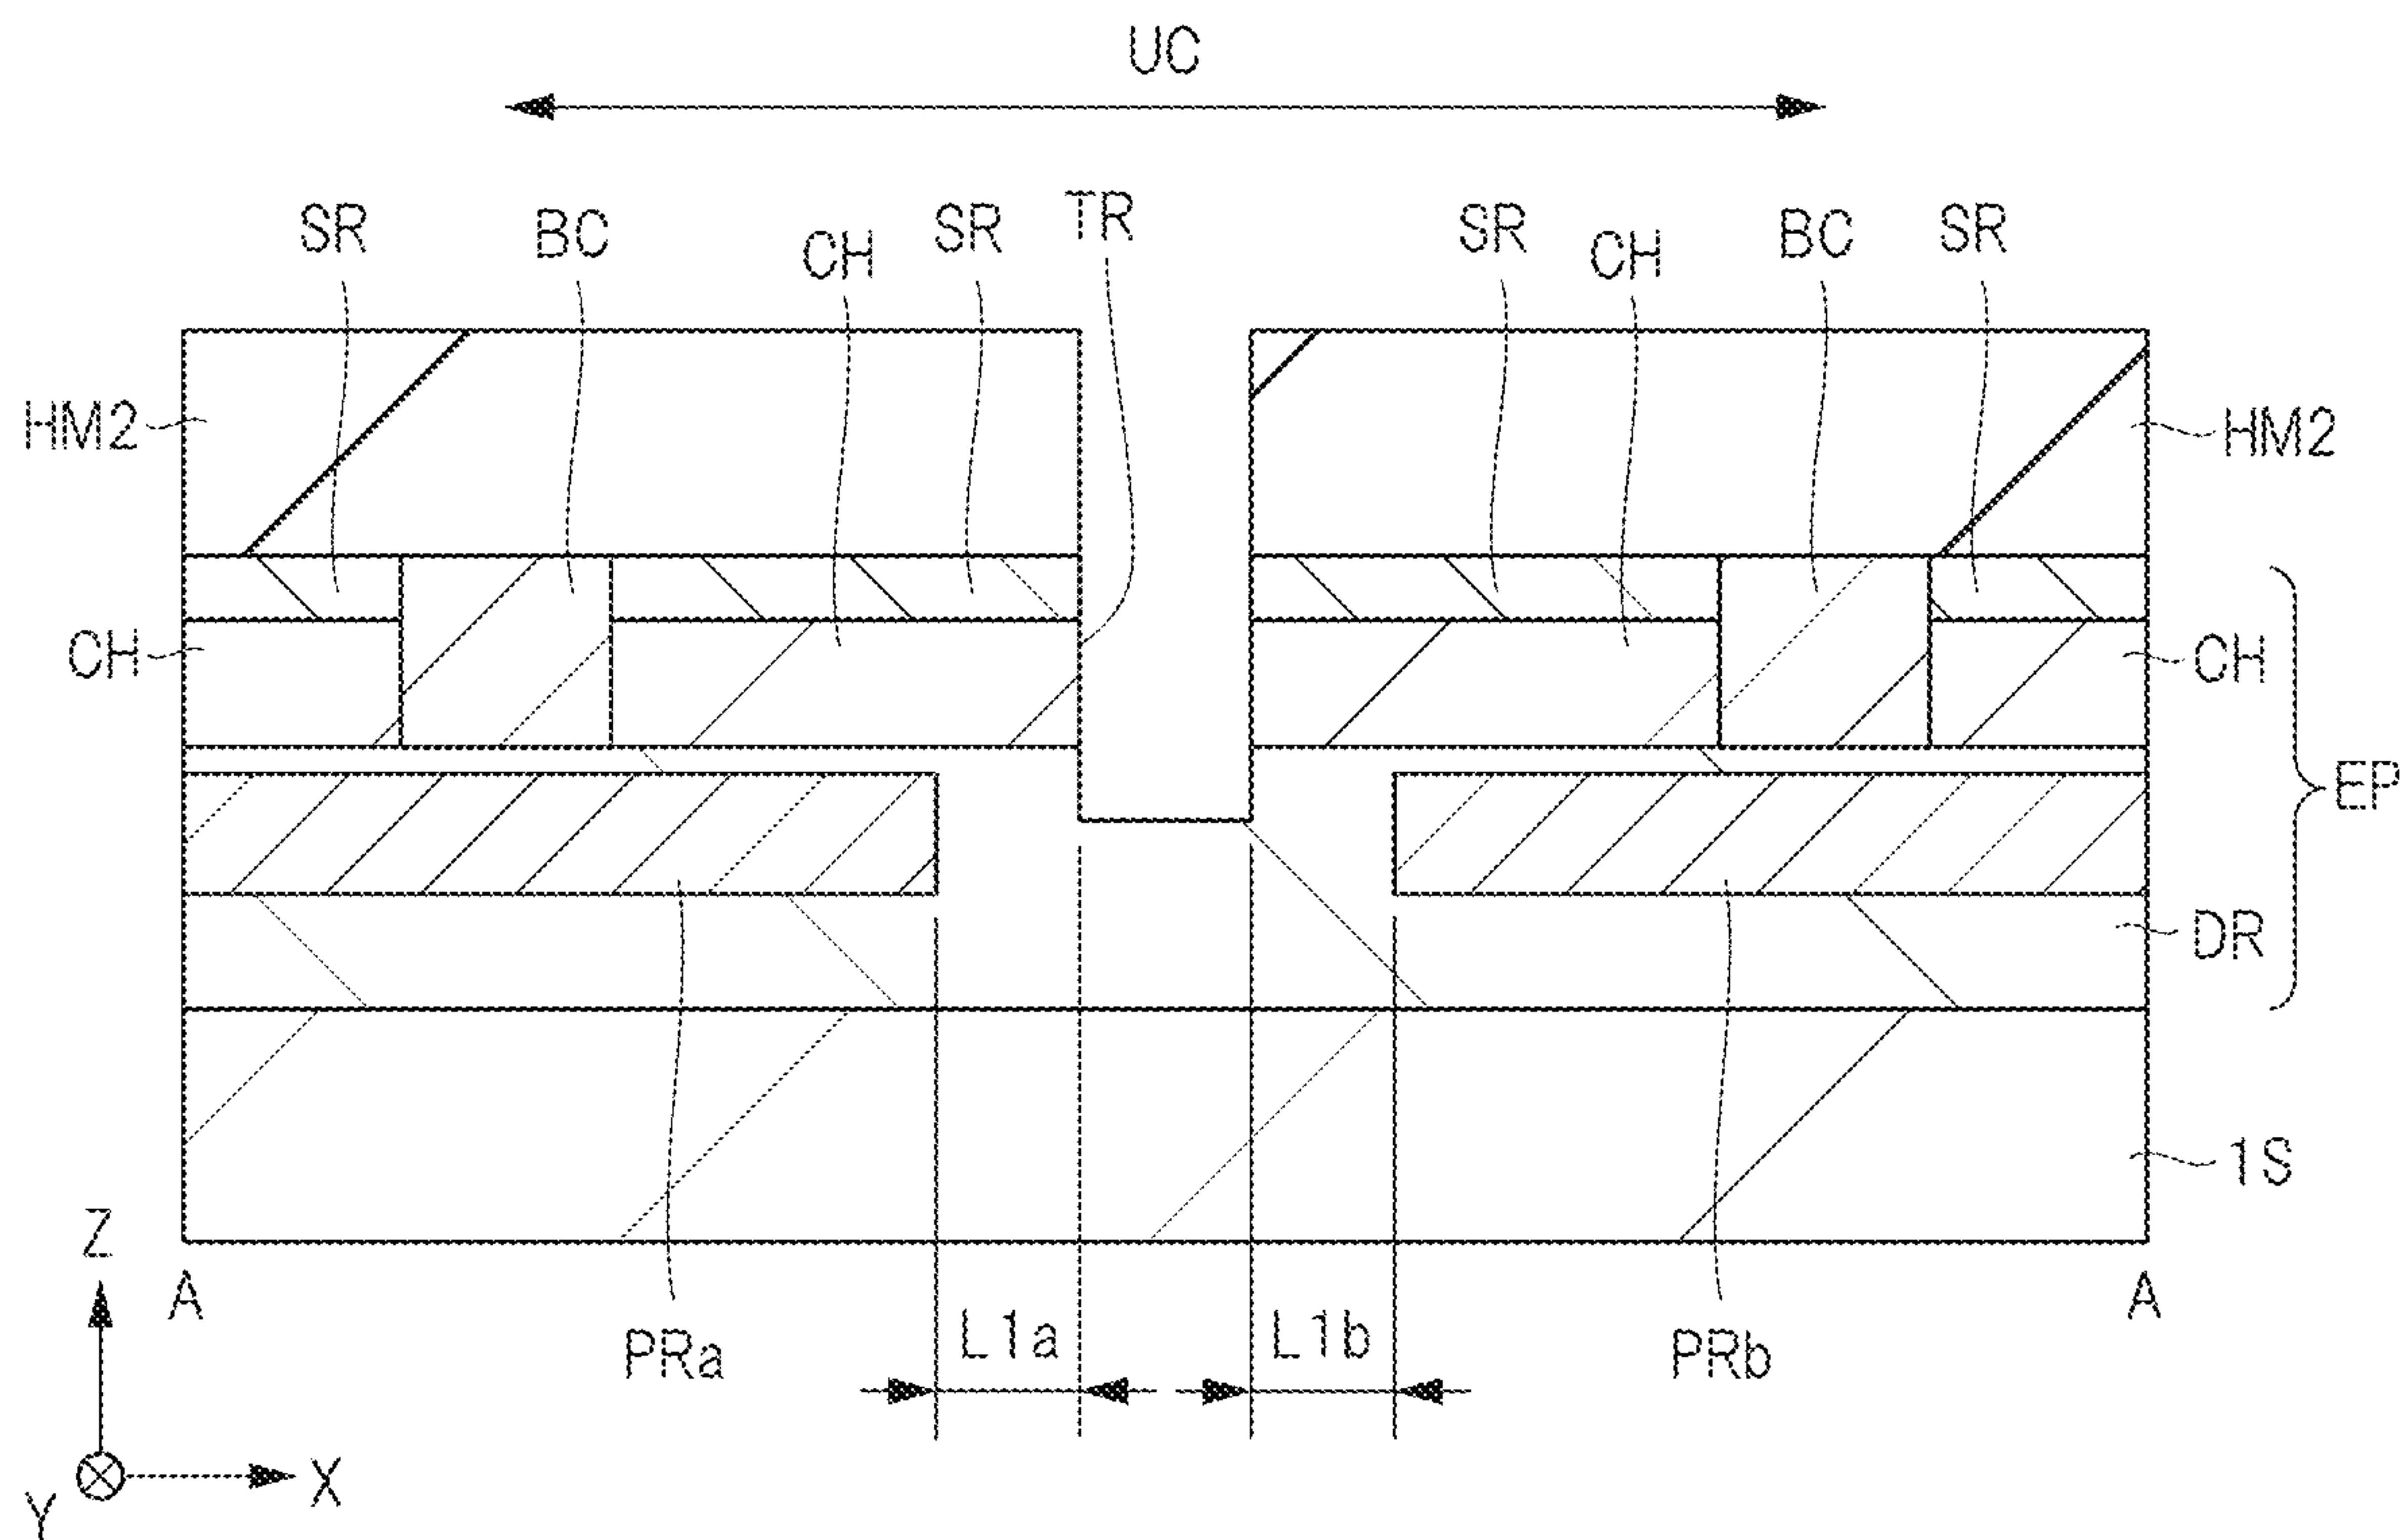 UC
SR BC CH SR TR SR CH BC SR
HM2 HM2
CH CH
EP
DR
1S
Z
A A
PRa L1a L1b PRb
X
Y